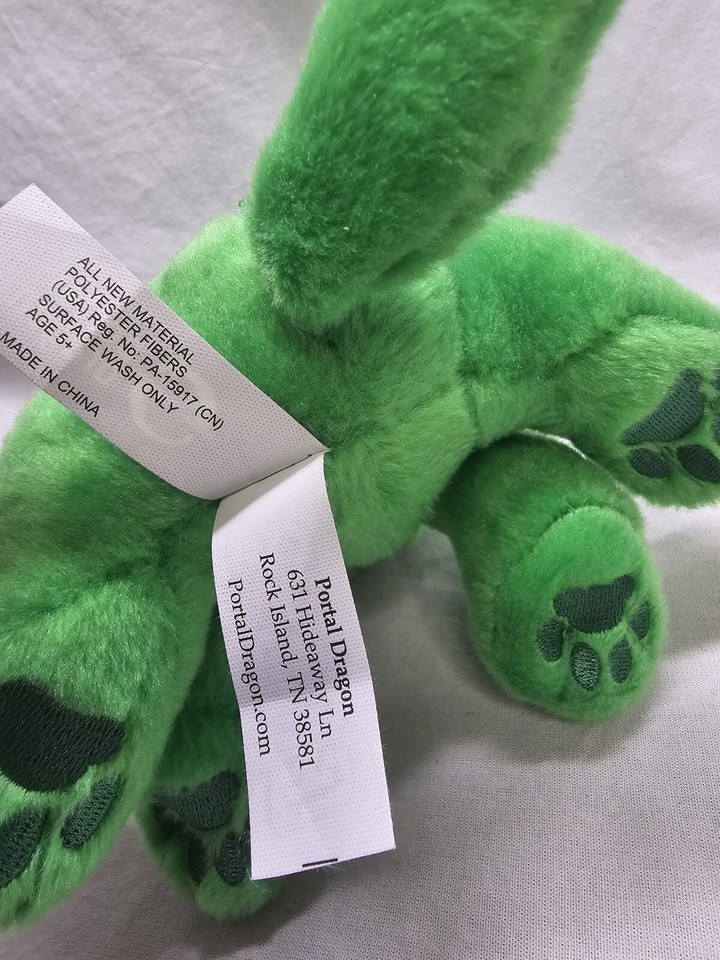 ALL NEW MATERIAL
POLYESTER FIBERS
(USA) Reg. No: PA-15917 (CN)
SURFACE WASH ONLY
AGE 5+
MADE IN CHINA
Portal Dragon
631 Hideaway Ln
Rock Island, TN 38581
PortalDragon.com